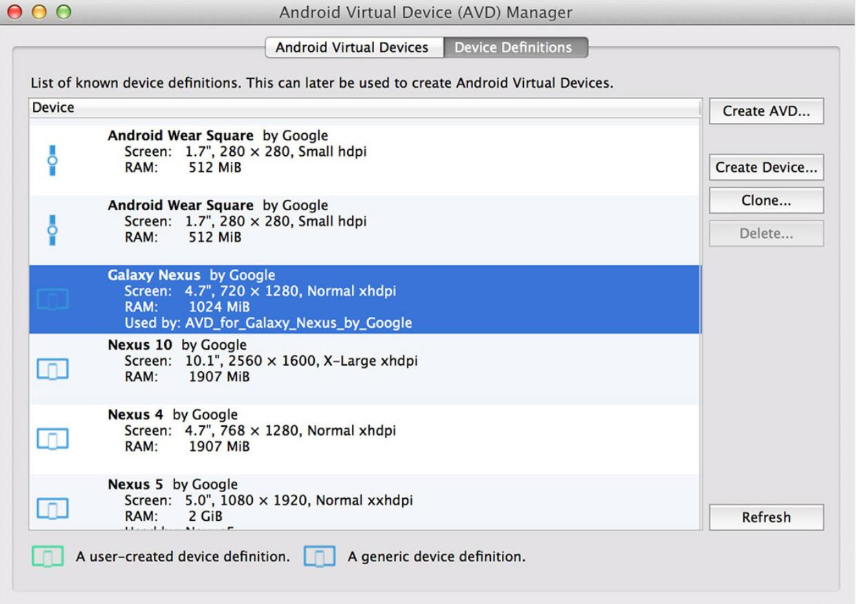 Android Virtual Device (AVD) Manager
Android Virtual Devices
Device Definitions
List of known device definitions. This can later be used to create Android Virtual Devices.
Device
Android Wear Square by Google
Screen: 1.7", 280 × 280, Small hdpi
RAM: 512 MiB
Android Wear Square by Google
Screen: 1.7", 280 × 280, Small hdpi
RAM: 512 MiB
Galaxy Nexus by Google
Screen: 4.7", 720 × 1280, Normal xhdpi
RAM: 1024 MiB
Used by: AVD_for_Galaxy_Nexus_by_Google
Nexus 10 by Google
Screen: 10.1", 2560 × 1600, X-Large xhdpi
RAM: 1907 MiB
Nexus 4 by Google
Screen: 4.7", 768 × 1280, Normal xhdpi
RAM: 1907 MiB
Nexus 5 by Google
Screen: 5.0", 1080 × 1920, Normal xxhdpi
RAM: 2 GiB
Create AVD...
Create Device...
Clone...
Delete...
Refresh
A user-created device definition.
A generic device definition.